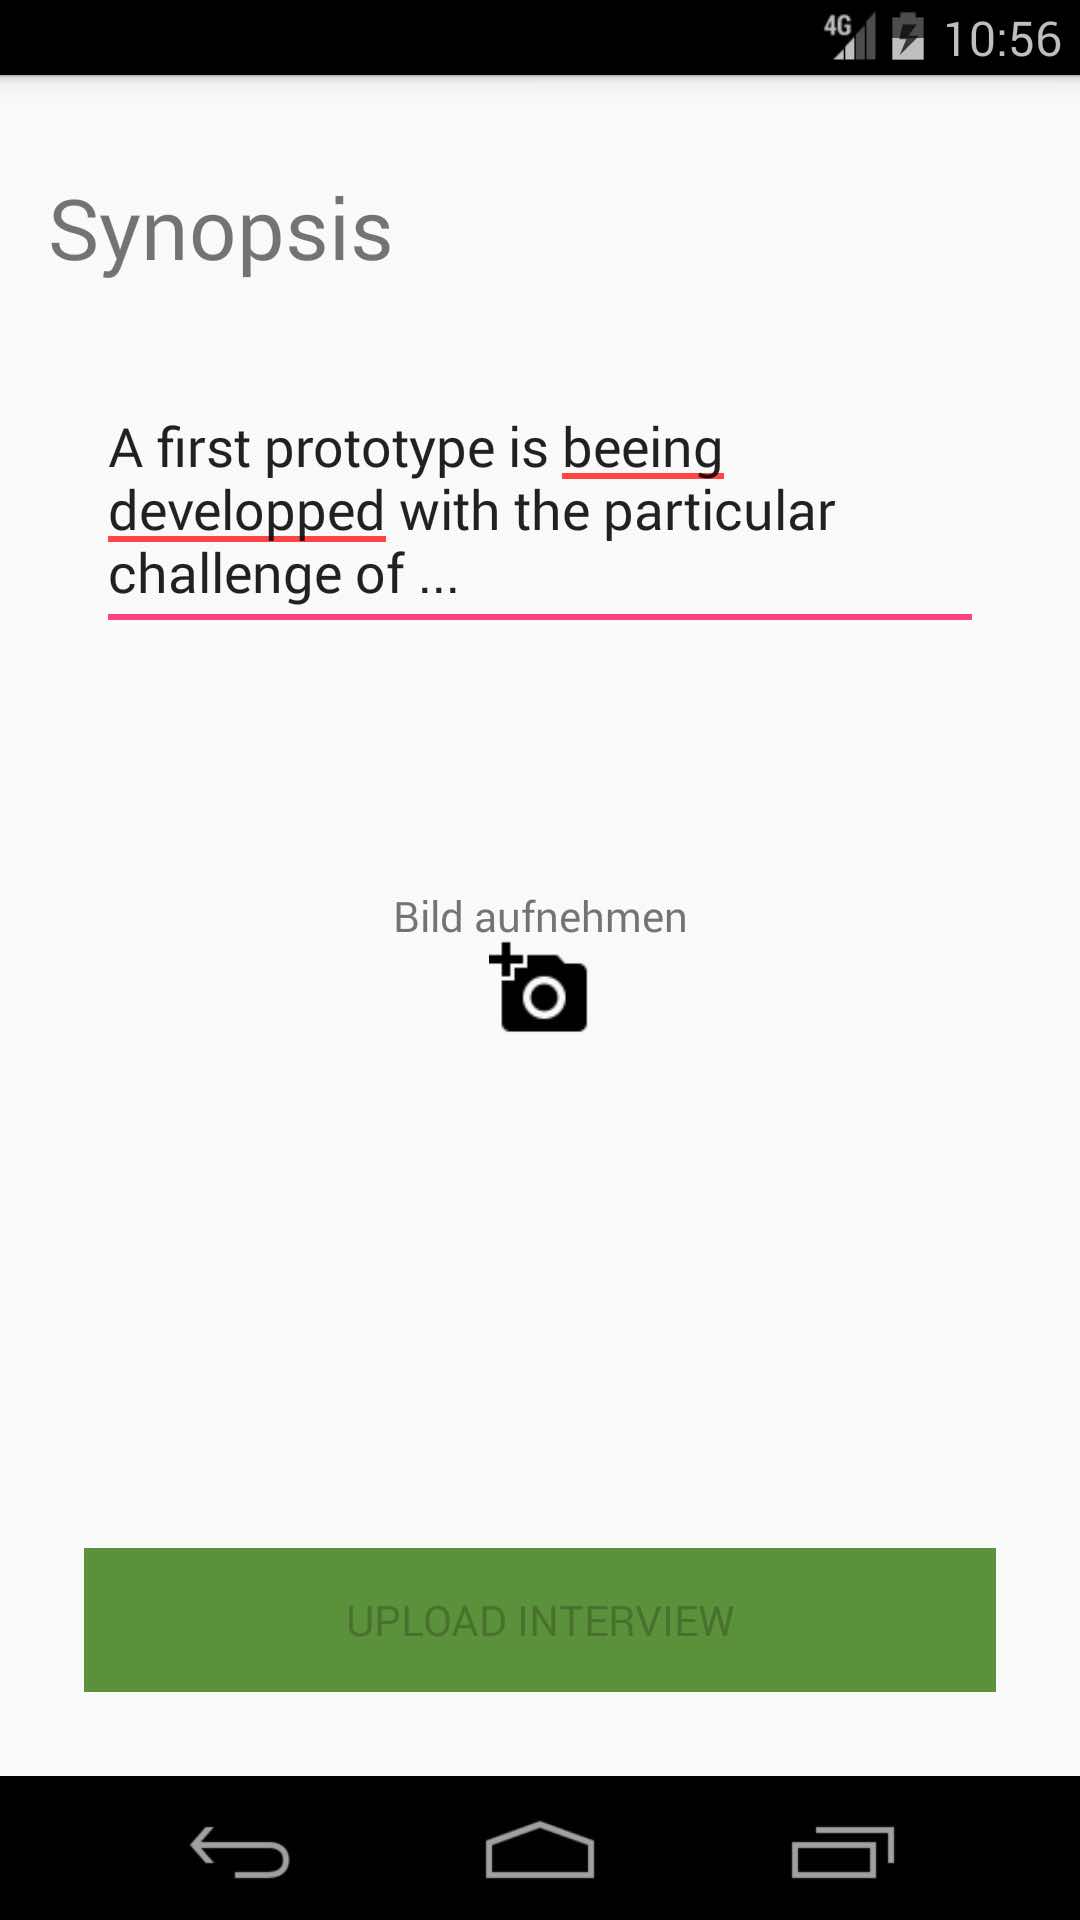 4G 10:56
Synopsis
A first prototype is beeing
developped with the particular
challenge of ...
Bild aufnehmen
UPLOAD INTERVIEW